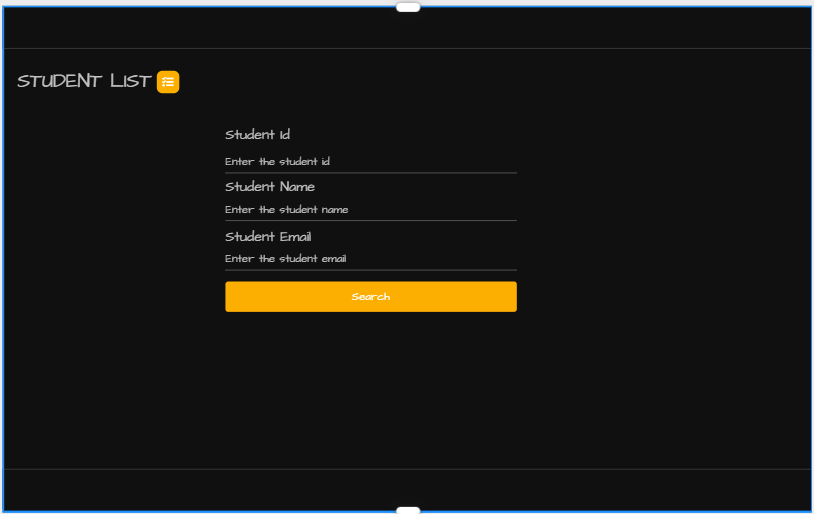 STUDENT LIST
Student Id
Enter the student id
Student Name
Enter the student name
Student Email
Enter the student email
Search